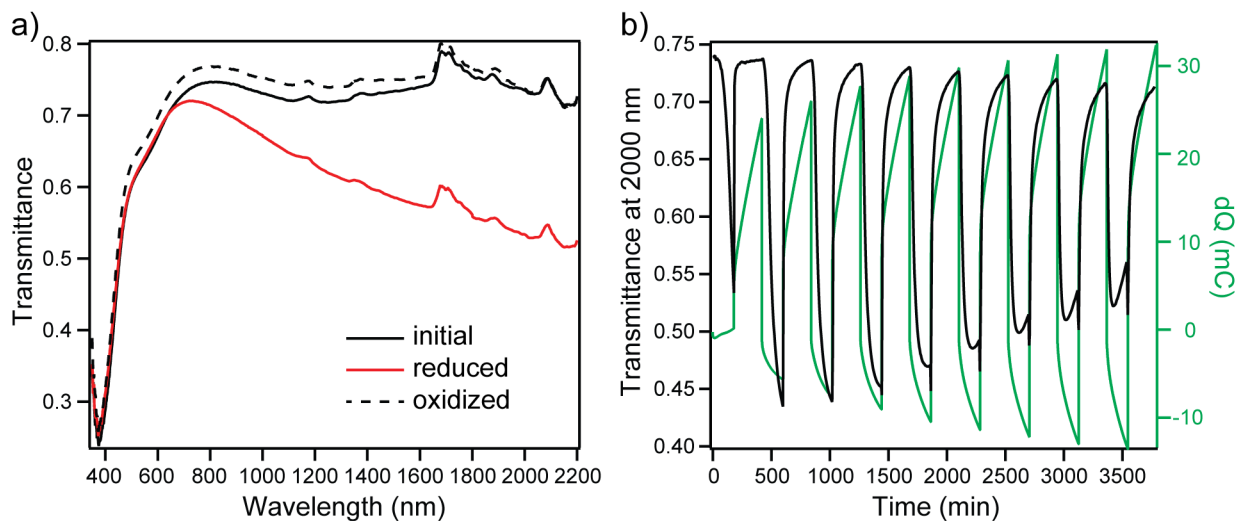 a)
Transmittance
0.8
0.7
0.6
0.5
0.4
0.3
initial
reduced
oxidized
400 600 800 1000 1200 1400 1600 1800 2000 2200
Wavelength (nm)
b)
Transmittance at 2000 nm
0.75
0.70
0.65
0.60
0.55
0.50
0.45
0.40
0 500 1000 1500 2000 2500 3000 3500
Time (min)
30
20
10
0
-10
dQ (mC)